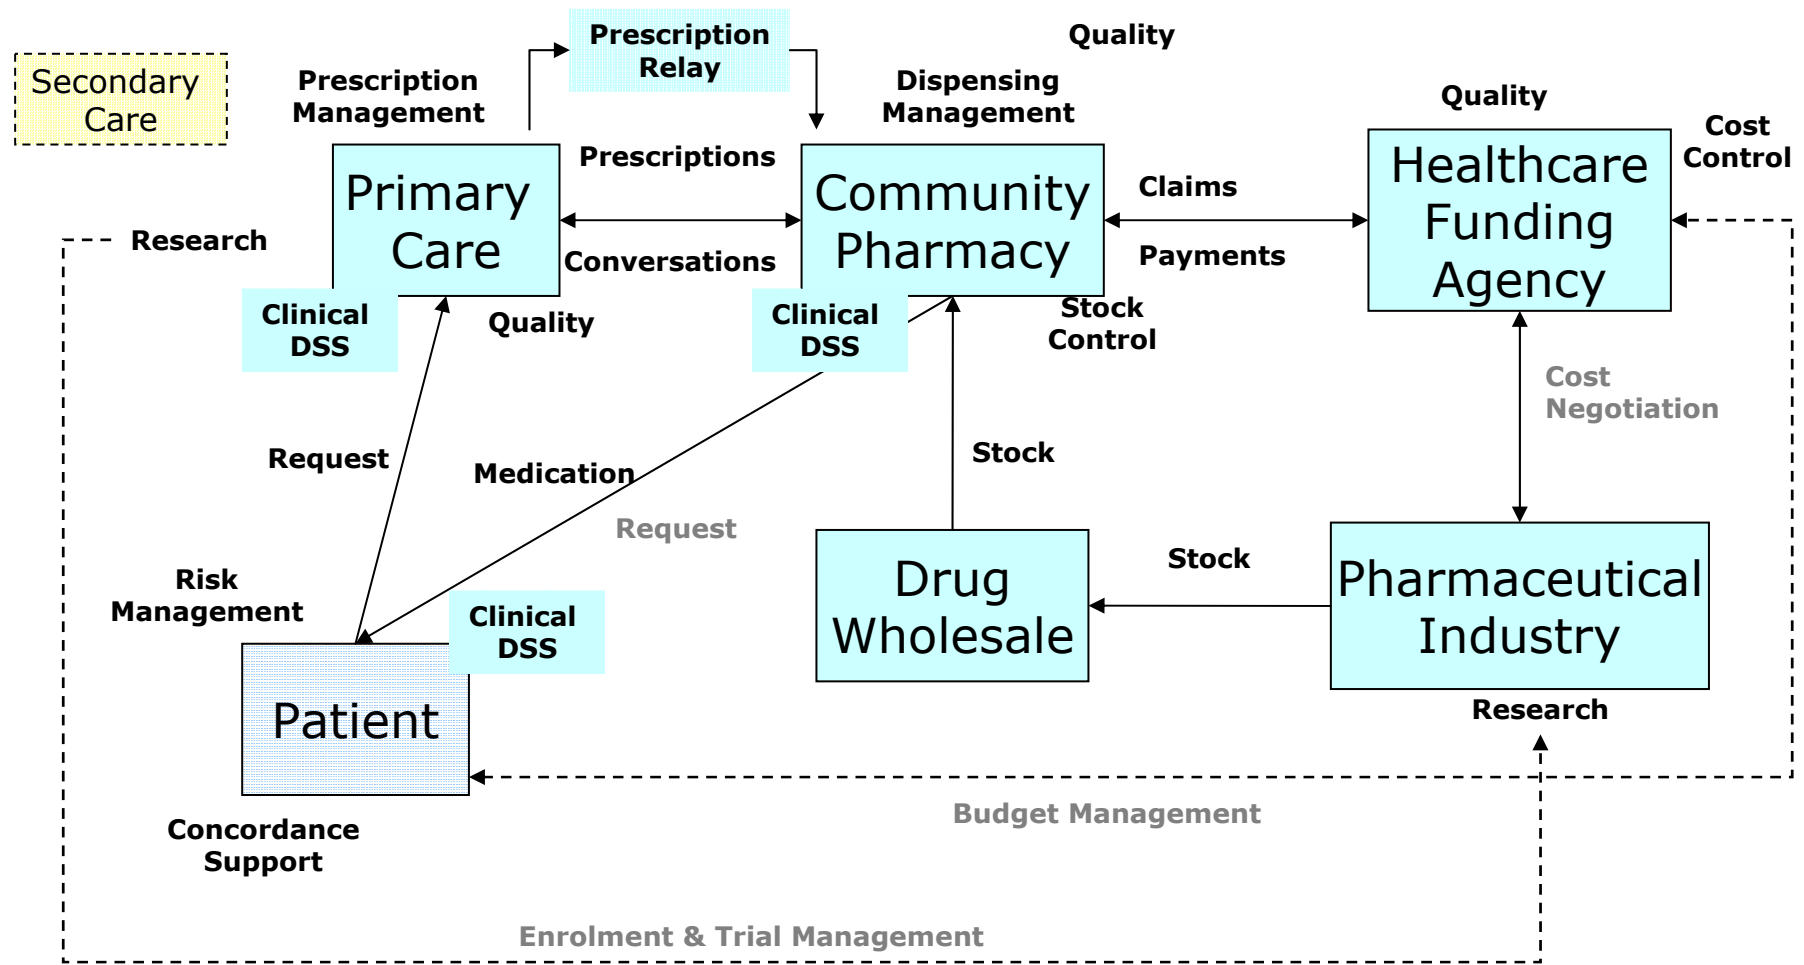 Prescription
Relay
Quality
Secondary
Care
Prescription
Management
Dispensing
Management
Quality
Cost
Control
Prescriptions
Primary
Care
Community
Pharmacy
Healthcare
Funding
Agency
Claims
Payments
Research
Conversations
Clinical
DSS
Quality
Clinical
DSS
Stock
Control
Cost
Negotiation
Request
Medication
Stock
Request
Risk
Management
Stock
Drug
Wholesale
Pharmaceutical
Industry
Clinical
DSS
Patient
Research
Budget Management
Concordance
Support
Enrolment & Trial Management